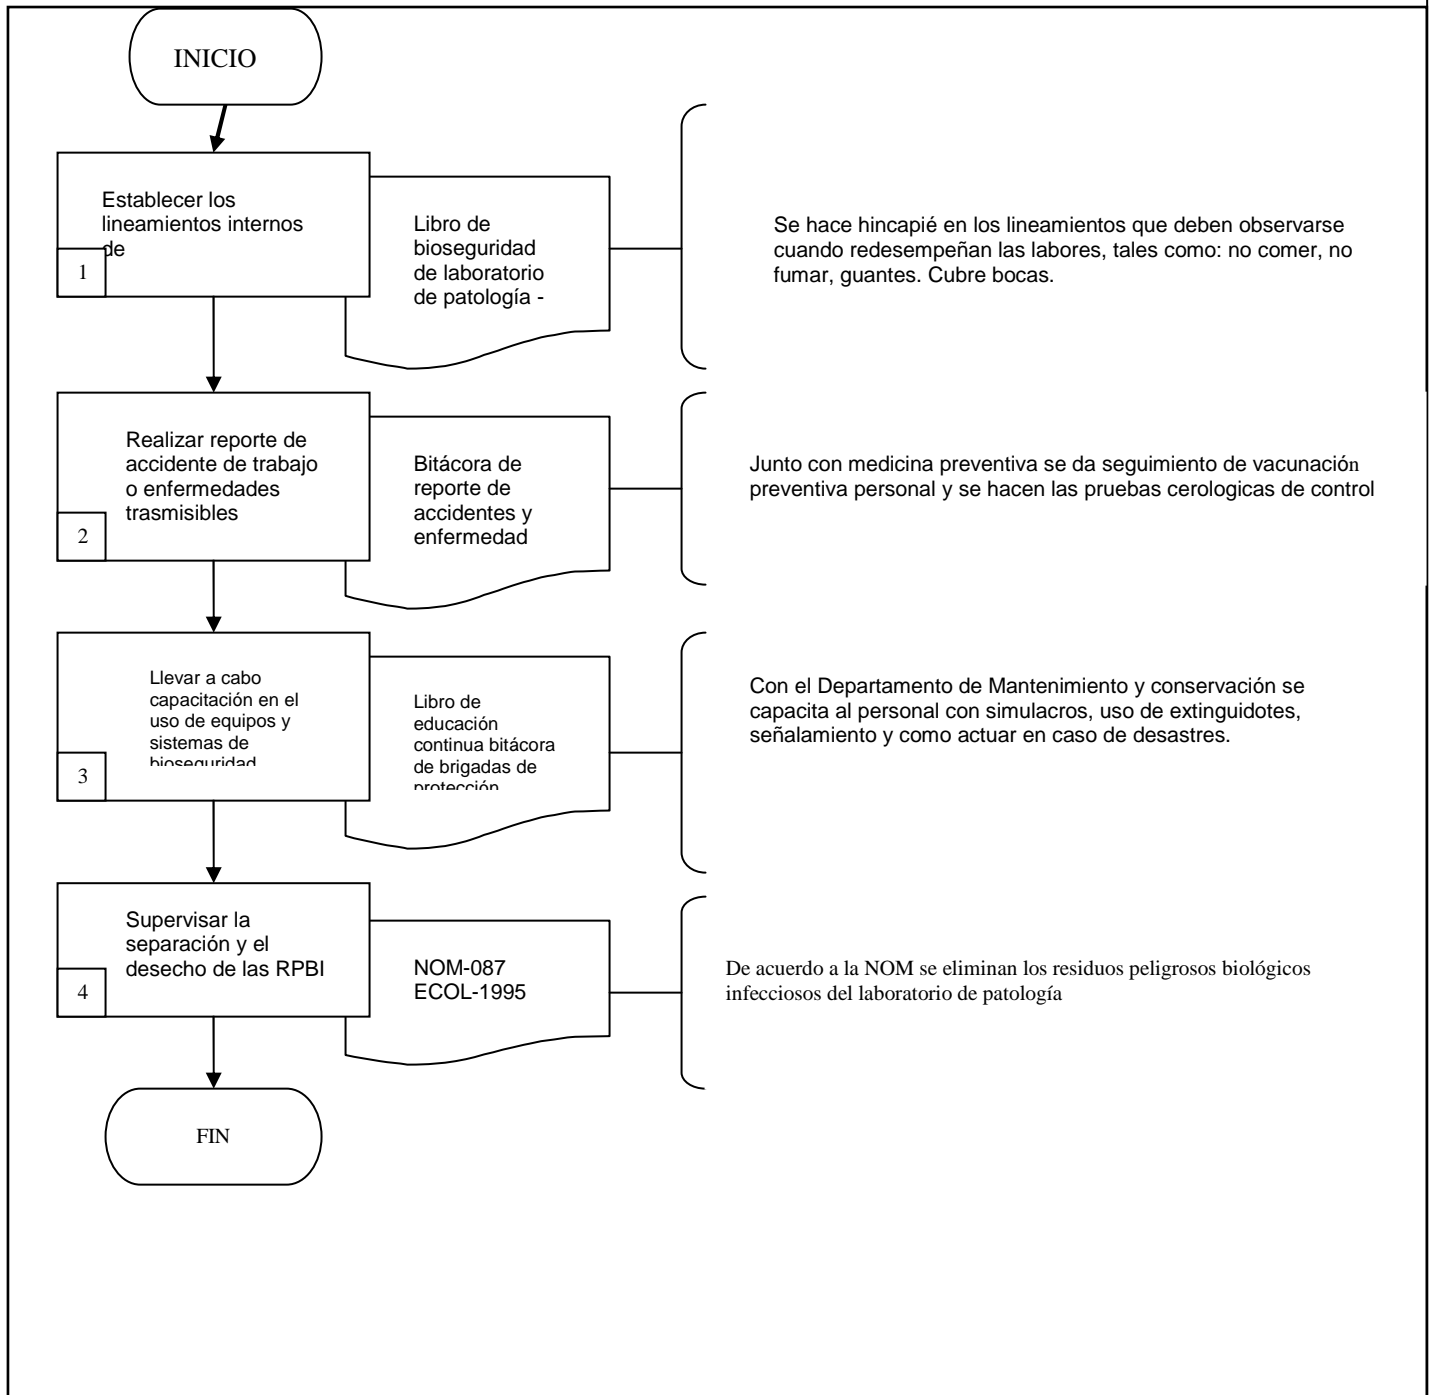 INICIO
Establecer los
lineamientos internos
de
1
Libro de
bioseguridad
de laboratorio
de patología -
Se hace hincapié en los lineamientos que deben observarse
cuando redesempeñan las labores, tales como: no comer, no
fumar, guantes. Cubre bocas.
Realizar reporte de
accidente de trabajo
o enfermedades
trasmisibles
2
Bitácora de
reporte de
accidentes y
enfermedad
Junto con medicina preventiva se da seguimiento de vacunación
preventiva personal y se hacen las pruebas cerologicas de control
Llevar a cabo
capacitación en el
uso de equipos y
sistemas de
bioseguridad
3
Libro de
educación
continua bitácora
de brigadas de
protección
Con el Departamento de Mantenimiento y conservación se
capacita al personal con simulacros, uso de extinguidotes,
señalamiento y como actuar en caso de desastres.
Supervisar la
separación y el
desecho de las RPBI
4
NOM-087
ECOL-1995
De acuerdo a la NOM se eliminan los residuos peligrosos biológicos
infecciosos del laboratorio de patología
FIN